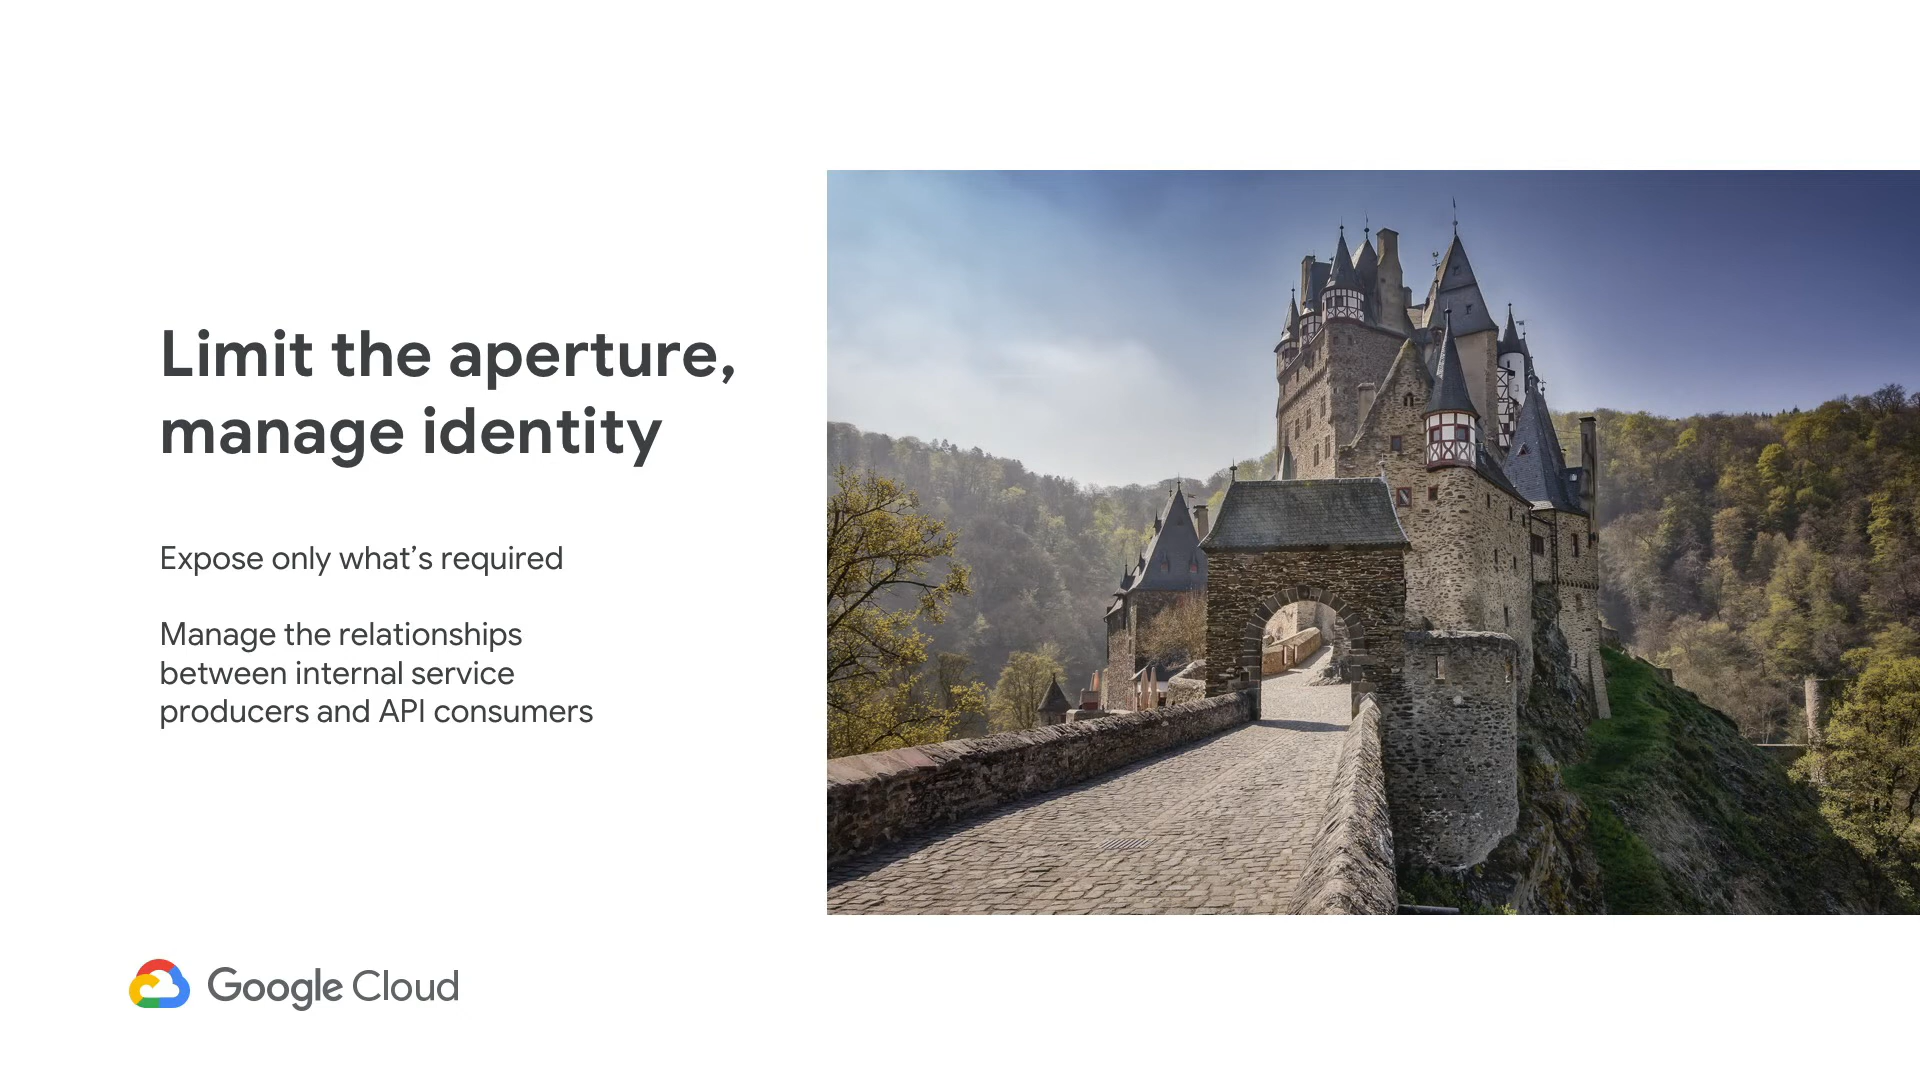 Limit the aperture,
manage identity
Expose only what’s required
Manage the relationships
between internal service
producers and API consumers
Google Cloud